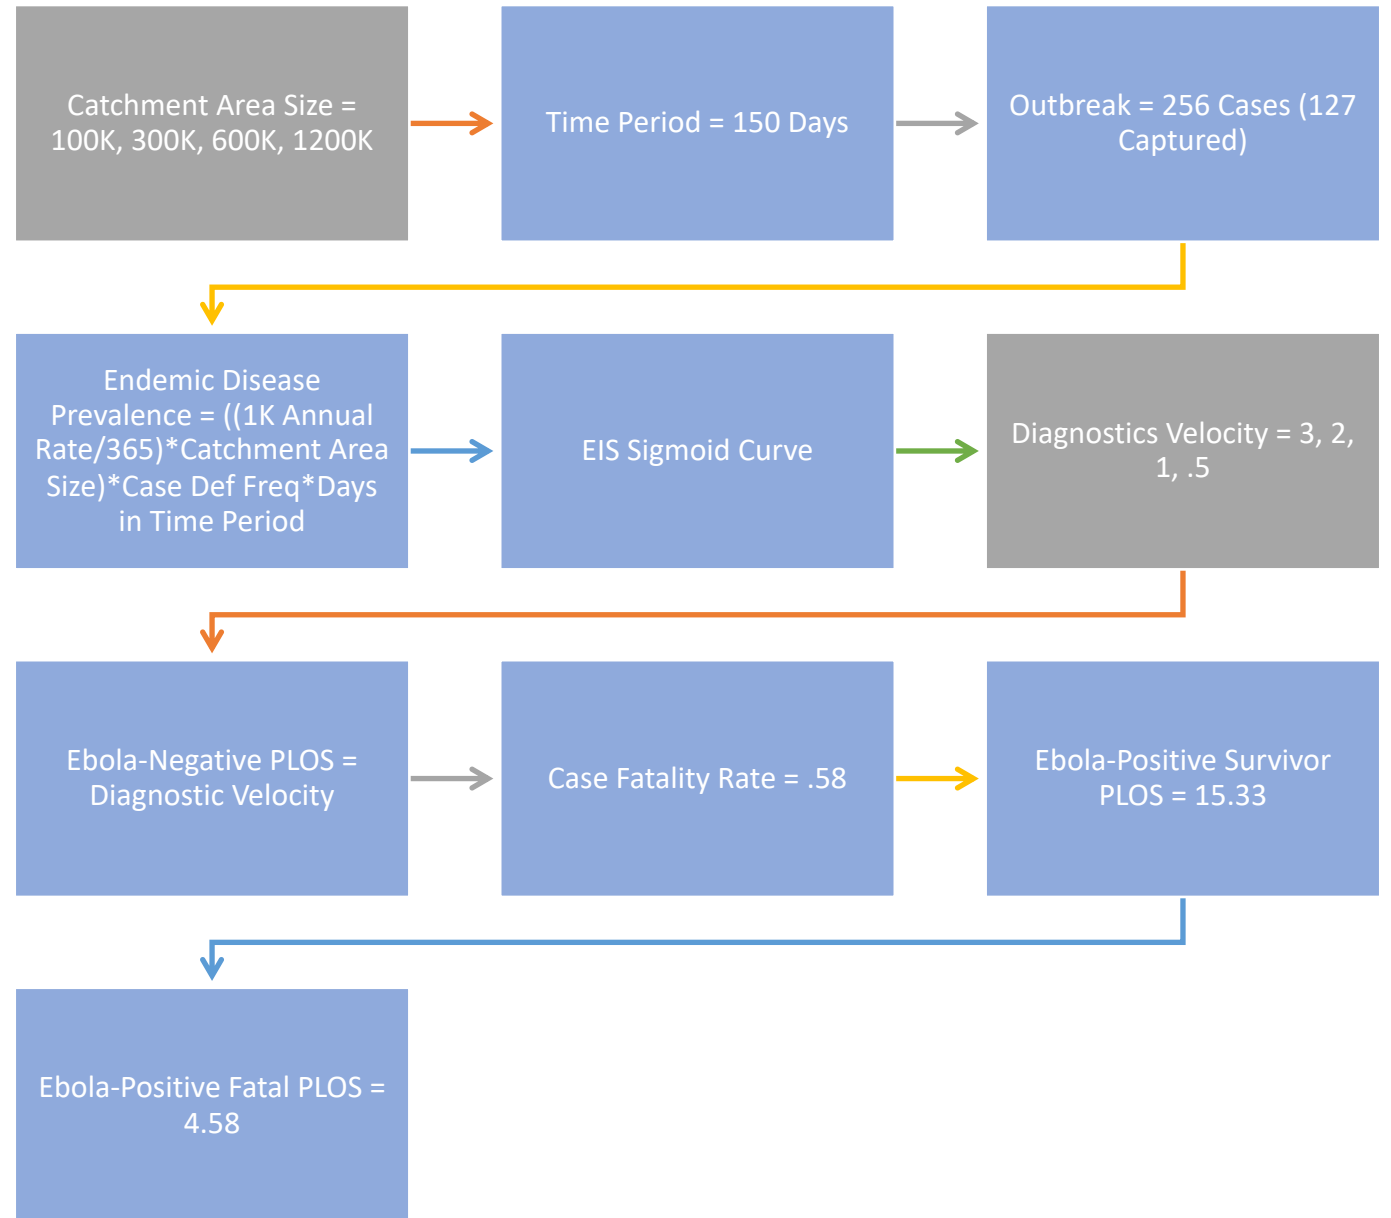 Catchment Area Size =
100K, 300K, 600K, 1200K
Time Period = 150 Days
Outbreak = 256 Cases (127
Captured)
Endemic Disease
Prevalence = ((1K Annual
Rate/365)*Catchment Area
Size)*Case Def Freq*Days
in Time Period
EIS Sigmoid Curve
Diagnostics Velocity = 3, 2,
1, .5
Ebola-Negative PLOS =
Diagnostic Velocity
Case Fatality Rate = .58
Ebola-Positive Survivor
PLOS = 15.33
Ebola-Positive Fatal PLOS =
4.58